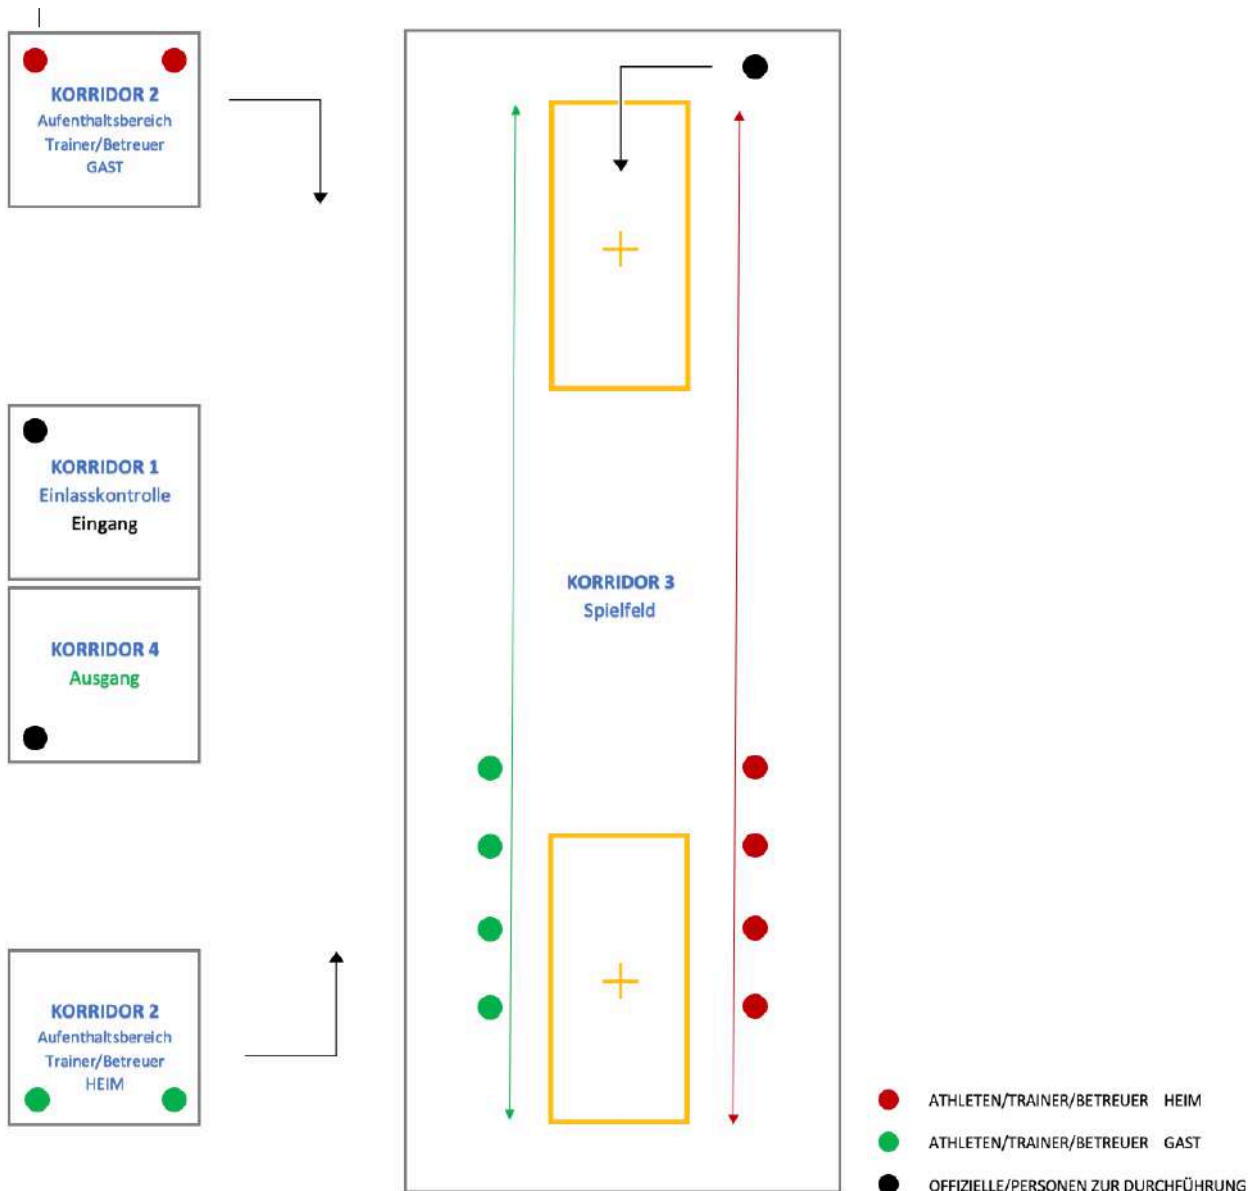 KORRIDOR 2
Aufenthaltsbereich
Trainer/Betreuer
GAST
KORRIDOR 1
Einlasskontrolle
Eingang
KORRIDOR 4
Ausgang
KORRIDOR 2
Aufenthaltsbereich
Trainer/Betreuer
HEIM
KORRIDOR 3
Spielfeld
ATHLETEN/TRAINER/BETREUER HEIM
ATHLETEN/TRAINER/BETREUER GAST
OFFIZIELLE/PERSONEN ZUR DURCHFÜHRUNG